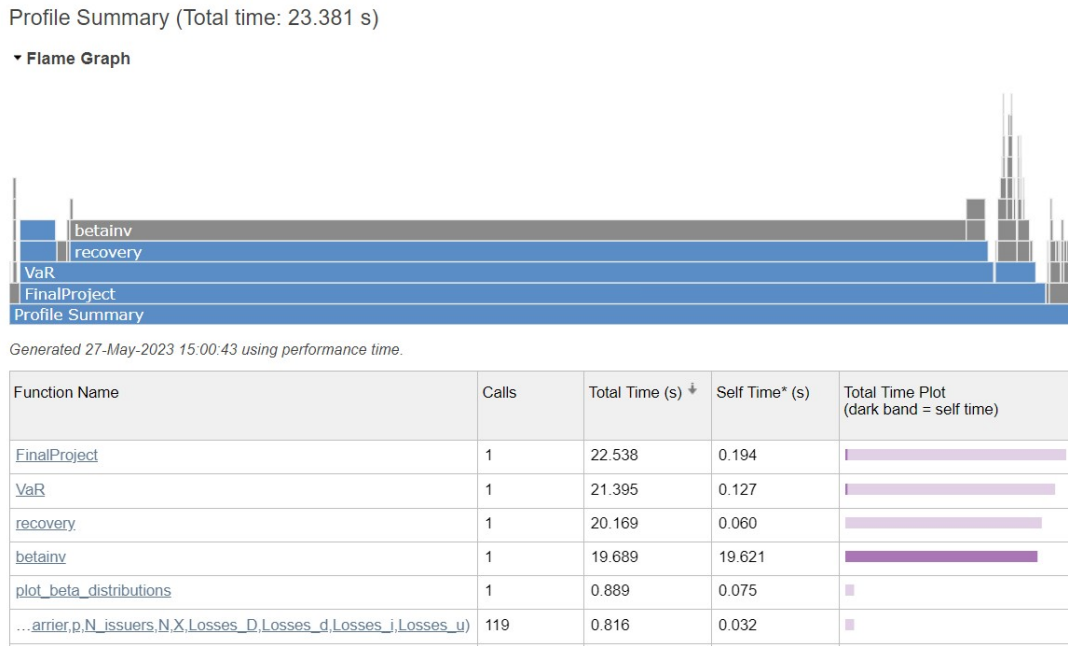 Profile Summary (Total time: 23.381 s)
Flame Graph
betainv
recovery
VaR
FinalProject
Profile Summary
Generated 27-May-2023 15:00:43 using performance time.
Function Name Calls Total Time (s) Self Time* (s) Total Time Plot
(dark band = self time)
FinalProject 1 22.538 0.194
VaR 1 21.395 0.127
recovery 1 20.169 0.060
betainv 1 19.689 19.621
plot_beta_distributions 1 0.889 0.075
...arrier,p,N_issuers,N,X,Losses_D,Losses_d,Losses_i,Losses_u) 119 0.816 0.032